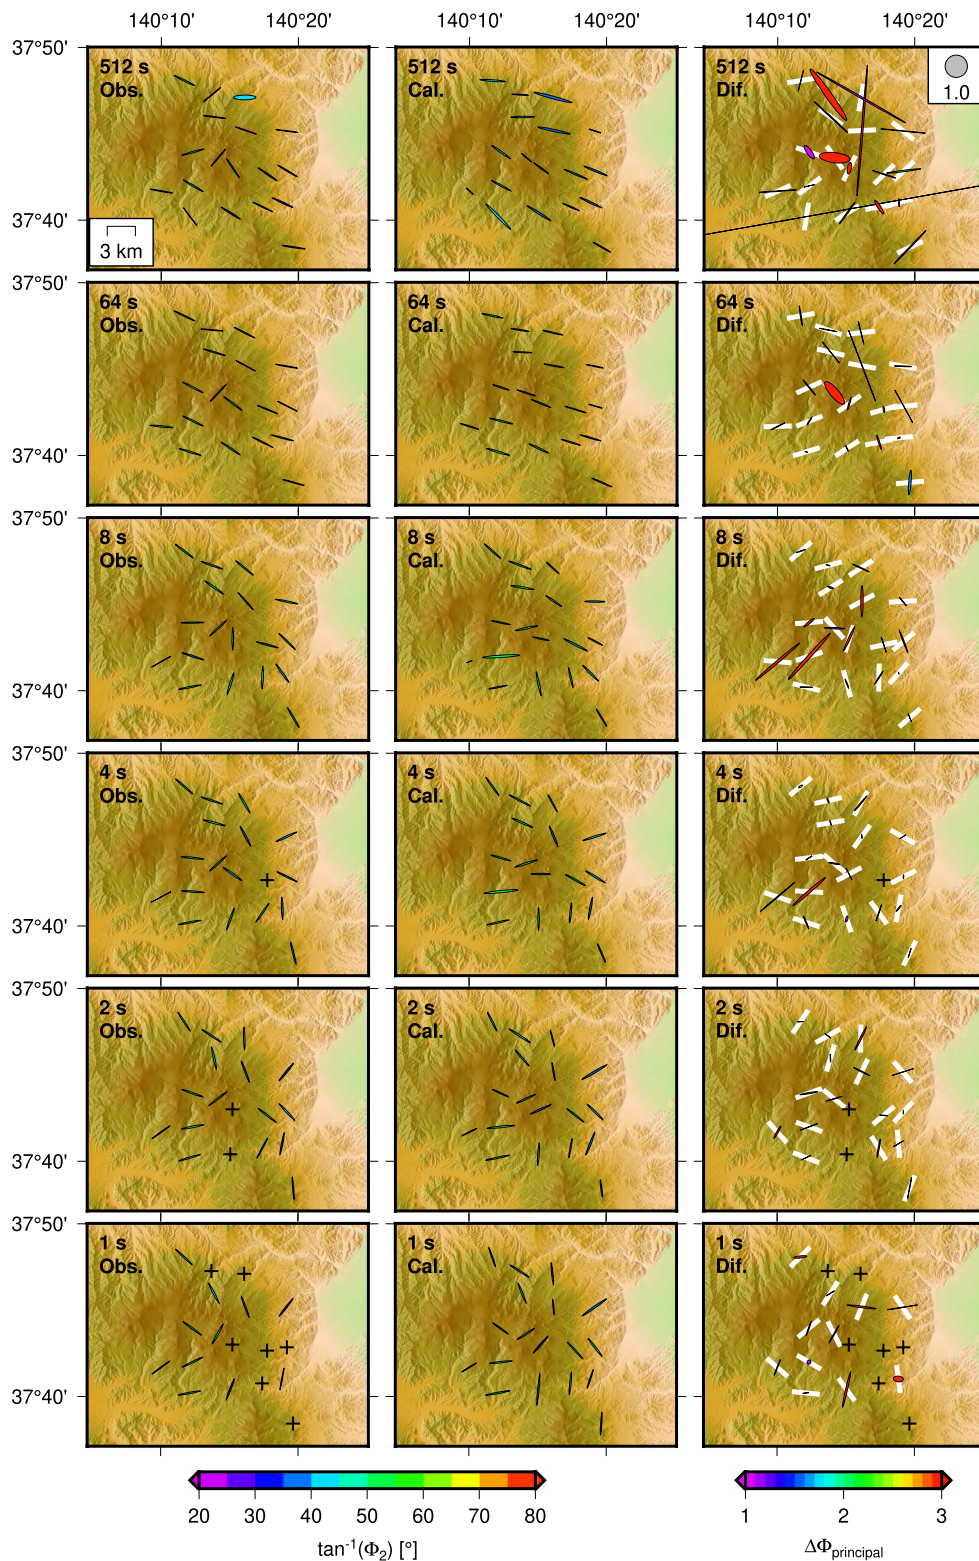 140°10' 140°20' 140°10' 140°20' 140°10' 140°20'
37°50'
512 s
Obs.
512 s
Cal.
512 s
Dif.
1.0
37°40'
3 km
37°50'
64 s
Obs.
64 s
Cal.
64 s
Dif.
37°40'
37°50'
8 s
Obs.
8 s
Cal.
8 s
Dif.
37°40'
37°50'
4 s
Obs.
4 s
Cal.
4 s
Dif.
37°40'
37°50'
2 s
Obs.
2 s
Cal.
2 s
Dif.
37°40'
37°50'
1 s
Obs.
1 s
Cal.
1 s
Dif.
37°40'
20 30 40 50 60 70 80
tan⁻¹(Φ₂) [°]
1 2 3
ΔΦprincipal